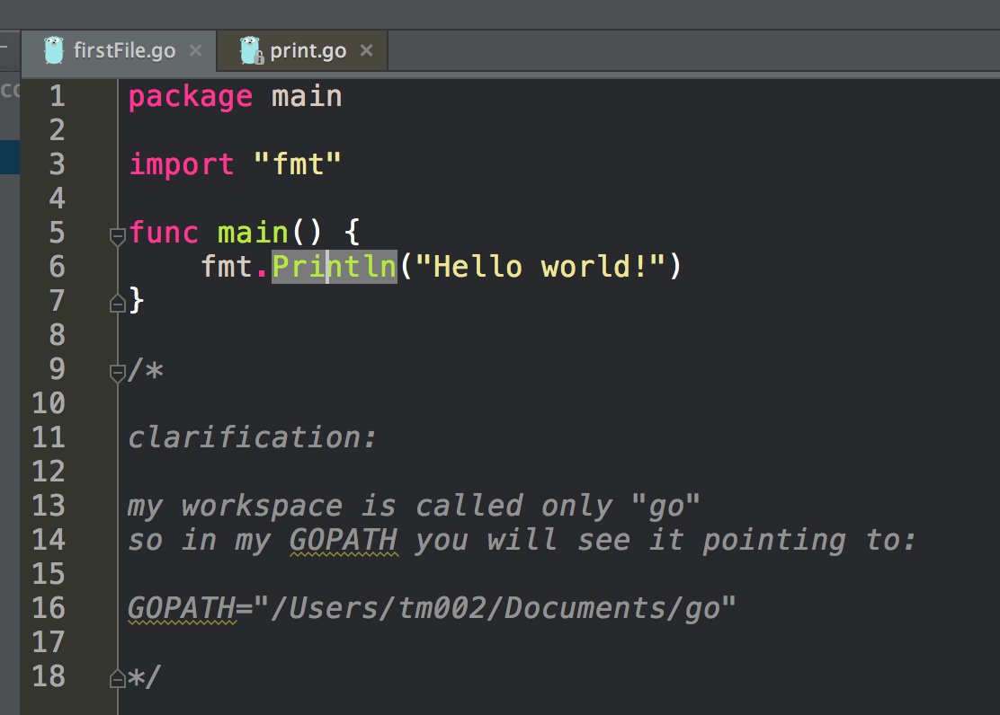 firstFile.go × print.go ×
1 package main
2
3 import "fmt"
4
5 func main() {
6 fmt.Println("Hello world!")
7 }
8
9 /*
10
11 clarification:
12
13 my workspace is called only "go"
14 so in my GOPATH you will see it pointing to:
15
16 GOPATH="/Users/tm002/Documents/go"
17
18 */